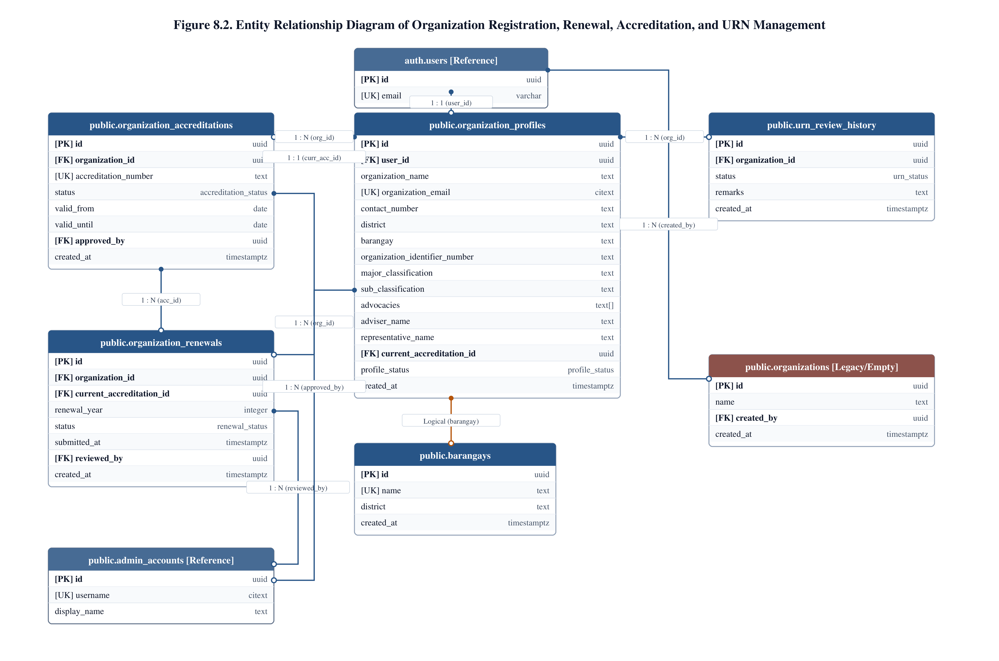 Figure 8.2. Entity Relationship Diagram of Organization Registration, Renewal, Accreditation, and URN Management
auth.users [Reference]
[PK] id uuid
[UK] email varchar
1 : 1 (user_id)
public.organization_accreditations
[PK] id uuid
[FK] organization_id
[UK] accreditation_number text
status accreditation_status
valid_from date
valid_until date
[FK] approved_by uuid
created_at timestamptz
1 : N (org_id)
1 : 1 (curr_acc_id)
public.organization_profiles
[PK] id uuid
[FK] user_id uuid
organization_name text
[UK] organization_email citext
contact_number text
district text
barangay text
organization_identifier_number text
major_classification text
sub_classification text
advocacies text[]
adviser_name text
representative_name text
[FK] current_accreditation_id uuid
profile_status profile_status
created_at timestamptz
1 : N (org_id)
public.urn_review_history
[PK] id uuid
[FK] organization_id uuid
status urn_status
remarks text
created_at timestamptz
1 : N (created_by)
1 : N (acc_id)
1 : N (org_id)
public.organization_renewals
[PK] id uuid
[FK] organization_id uuid
[FK] current_accreditation_id uuid
renewal_year integer
status renewal_status
submitted_at timestamptz
[FK] reviewed_by uuid
created_at timestamptz
1 : N (approved_by)
1 : N (reviewed_by)
Logical (barangay)
public.barangays
[PK] id uuid
[UK] name text
district text
created_at timestamptz
public.organizations [Legacy/Empty]
[PK] id uuid
name text
[FK] created_by uuid
created_at timestamptz
public.admin_accounts [Reference]
[PK] id uuid
[UK] username citext
display_name text